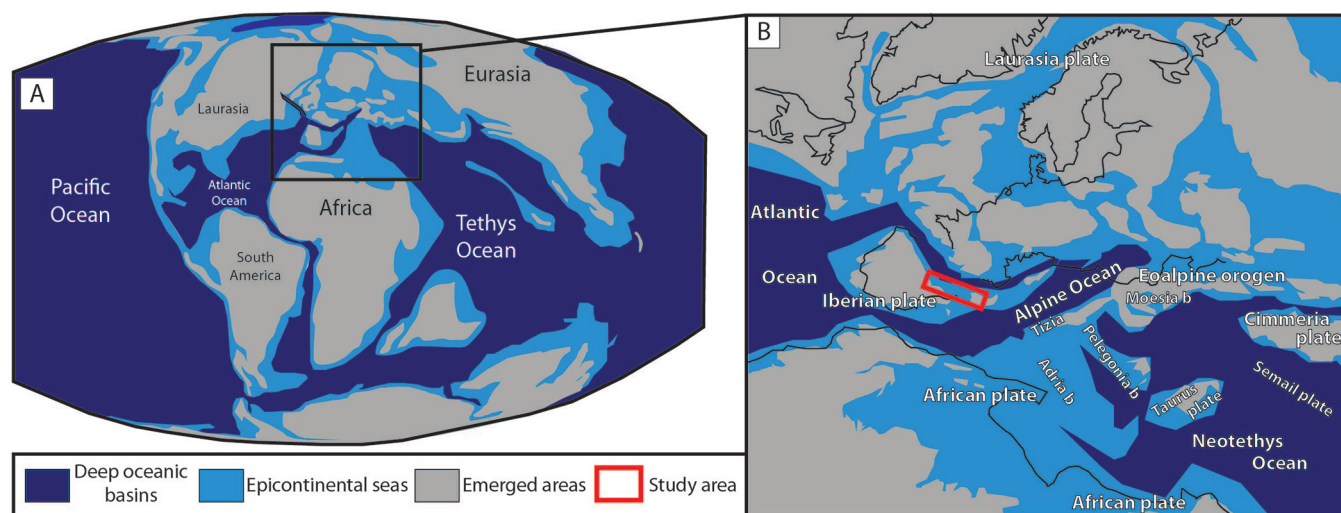 A
Laurasia
Eurasia
Pacific
Ocean
Atlantic
Ocean
Africa
Tethys
Ocean
South
America
Deep oceanic
basins
Epicontinental seas
Emerged areas
Study area
B
Laurasia plate
Atlantic
Ocean
Iberian plate
Alpine Ocean
Eoalpine orogen
Moesia b
Tizia
Cimmeria
plate
Pelegonia b
Adria b
African plate
Taurus
plate
Semail plate
Neotethys
Ocean
African plate